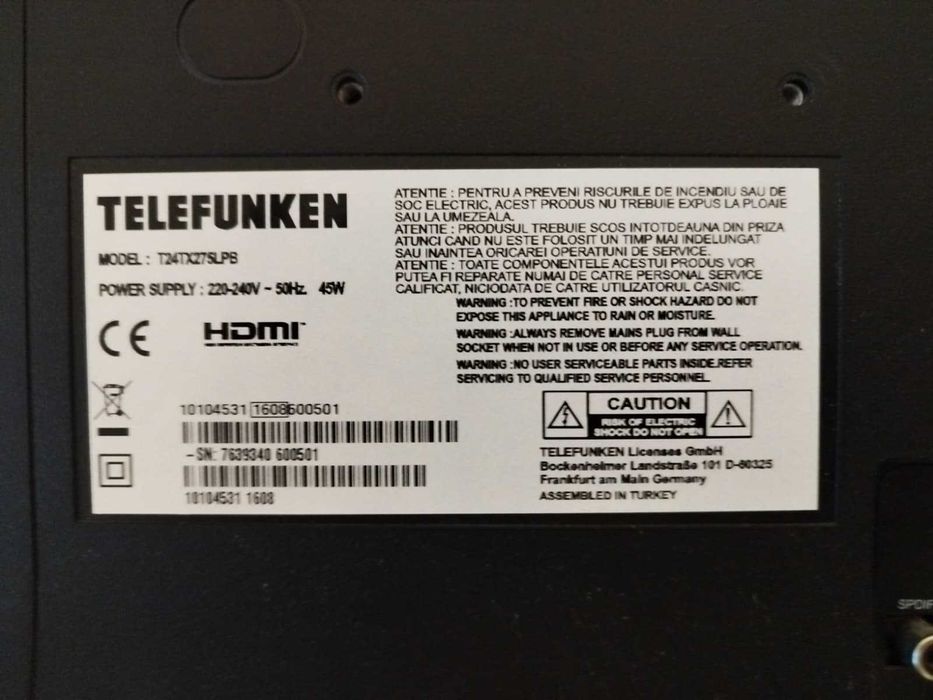 TELEFUNKEN
MODEL : T24TX275LPB
POWER SUPPLY : 220-240V ~ 50Hz. 45W
HDMI
ATENTIE : PENTRU A PREVENI RISCURILE DE INCENDIU SAU DE
SOC ELECTRIC, ACEST PRODUS NU TREBUIE EXPUS LA PLOAIE
SAU LA UMEZEALA.
ATENTIE : PRODUSUL TREBUIE SCOS INTOTDEAUNA DIN PRIZA
ATUNCI CAND NU ESTE FOLOSIT UN TIMP MAI INDELUNGAT
SAU INAINTEA ORICAREI OPERATIUNI DE SERVICE.
ATENTIE : TOATE COMPONENTELE ACESTUI PRODUS VOR
PUTEA FI REPARATE NUMAI DE CATRE PERSONAL SERVICE
CALIFICAT, NICIODATA DE CATRE UTILIZATORUL CASNIC.
WARNING :TO PREVENT FIRE OR SHOCK HAZARD DO NOT
EXPOSE THIS APPLIANCE TO RAIN OR MOISTURE.
WARNING :ALWAYS REMOVE MAINS PLUG FROM WALL
SOCKET WHEN NOT IN USE OR BEFORE ANY SERVICE OPERATION.
WARNING :NO USER SERVICEABLE PARTS INSIDE.REFER
SERVICING TO QUALIFIED SERVICE PERSONNEL
CE
10104531 1608600501
-SN: 7639340 600501
10104531 1608
CAUTION
RISK OF ELECTRIC
SHOCK DO NOT OPEN
TELEFUNKEN Licenses GmbH
Bockenheimer Landstraße 101 D-60325
Frankfurt am Main Germany
ASSEMBLED IN TURKEY
SPDIF